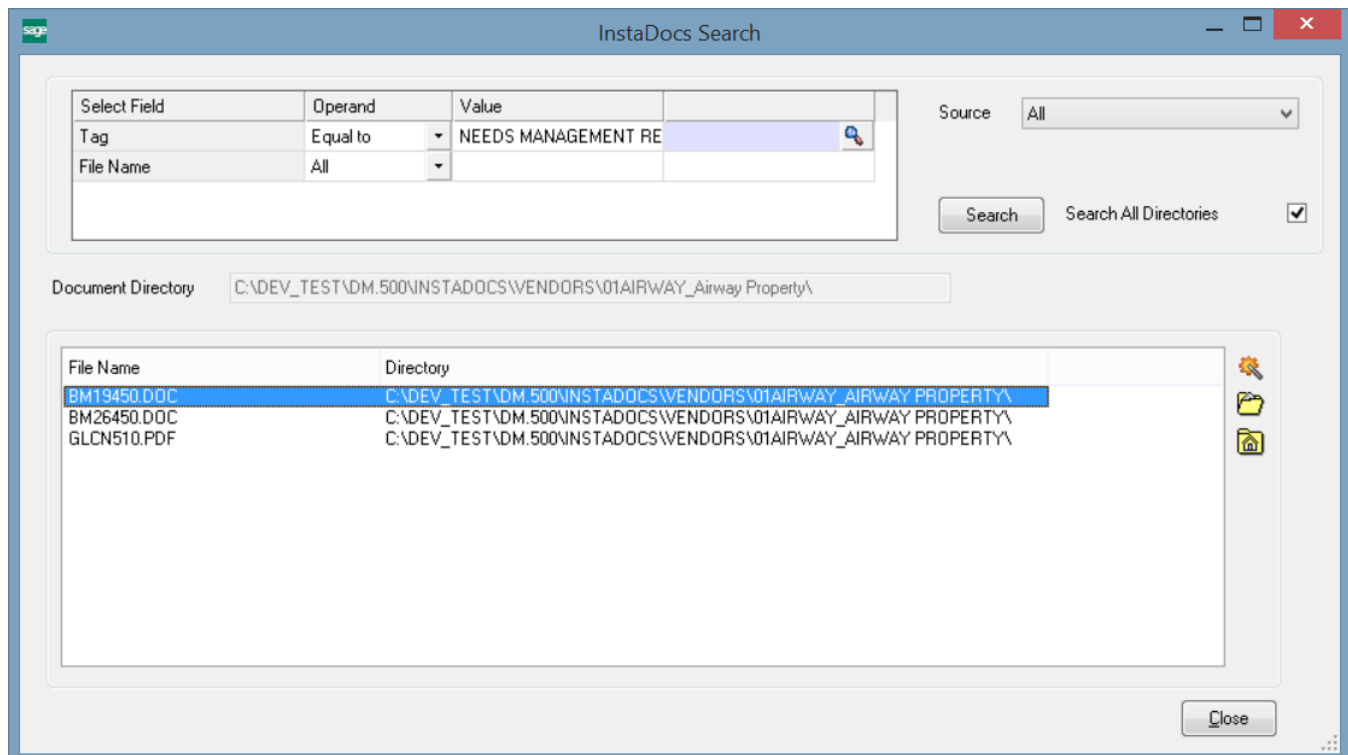 sage InstaDocs Search
Select Field Operand Value
Tag Equal to NEEDS MANAGEMENT RE
File Name All
Source All
Search Search All Directories
Document Directory C:\DEV_TEST\DM.500\INSTADOCS\VENDORS\01AIRWAY_Airway Property\
File Name Directory
BM19450.DOC C:\DEV_TEST\DM.500\INSTADOCS\VENDORS\01AIRWAY_AIRWAY PROPERTY\
BM26450.DOC C:\DEV_TEST\DM.500\INSTADOCS\VENDORS\01AIRWAY_AIRWAY PROPERTY\
GLCN510.PDF C:\DEV_TEST\DM.500\INSTADOCS\VENDORS\01AIRWAY_AIRWAY PROPERTY\
Close